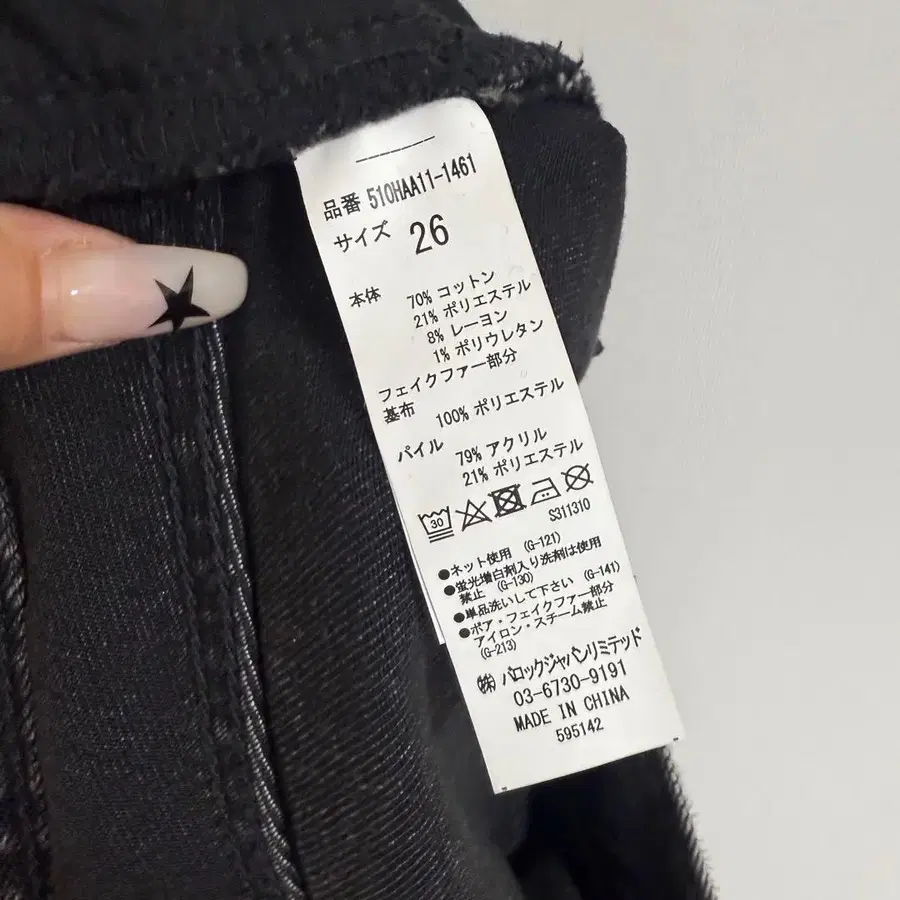 品番 510HAA11-1461
サイズ 26
本体 70% コットン
21% ポリエステル
8% レーヨン
1% ポリウレタン
フェイクファー部分
基布 100% ポリエステル
パイル 79% アクリル
21% ポリエステル
30
S311310
●ネット使用 (G-121)
●蛍光増白剤入り洗剤は使用
禁止 (G-130)
●単品洗いして下さい (G-141)
●ボア・フェイクファー部分
アイロン・スチーム禁止
(G-213)
㈱バロックジャパンリミテッド
03-6730-9191
MADE IN CHINA
595142